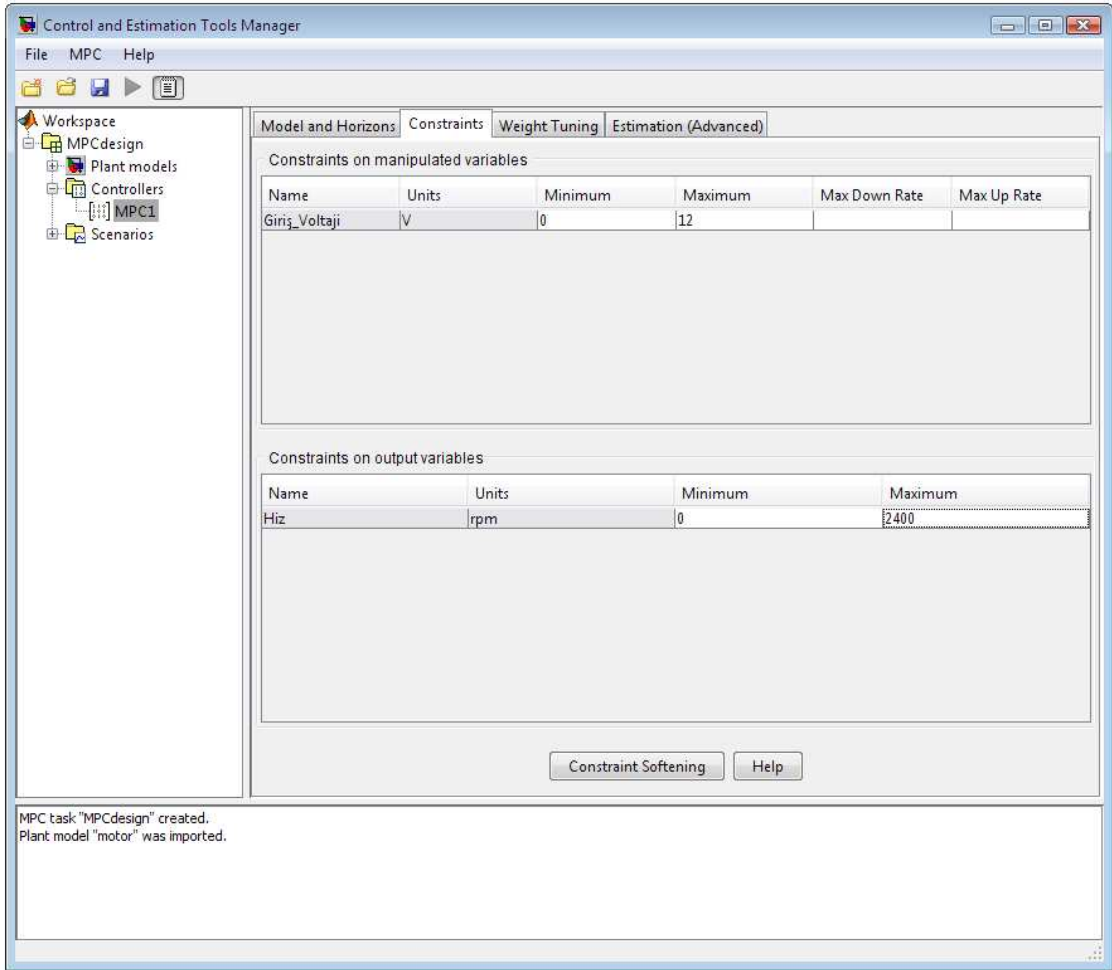 Control and Estimation Tools Manager
File MPC Help
Workspace
MPCdesign
Plant models
Controllers
MPC1
Scenarios
Model and Horizons Constraints Weight Tuning Estimation (Advanced)
Constraints on manipulated variables
Name Units Minimum Maximum Max Down Rate Max Up Rate
Giriş_Voltaji V 0 12
Constraints on output variables
Name Units Minimum Maximum
Hiz rpm 0 2400
Constraint Softening Help
MPC task "MPCdesign" created.
Plant model "motor" was imported.